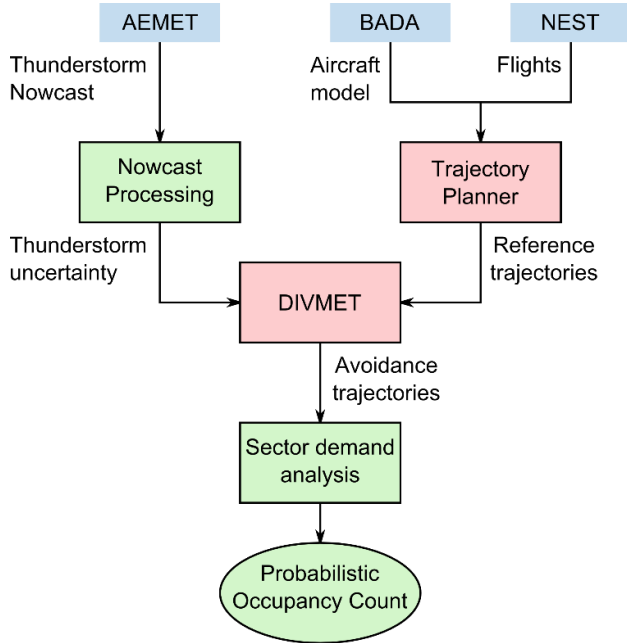 AEMET
BADA
NEST
Thunderstorm
Nowcast
Aircraft
model
Flights
Nowcast
Processing
Trajectory
Planner
Thunderstorm
uncertainty
Reference
trajectories
DIVMET
Avoidance
trajectories
Sector demand
analysis
Probabilistic
Occupancy Count